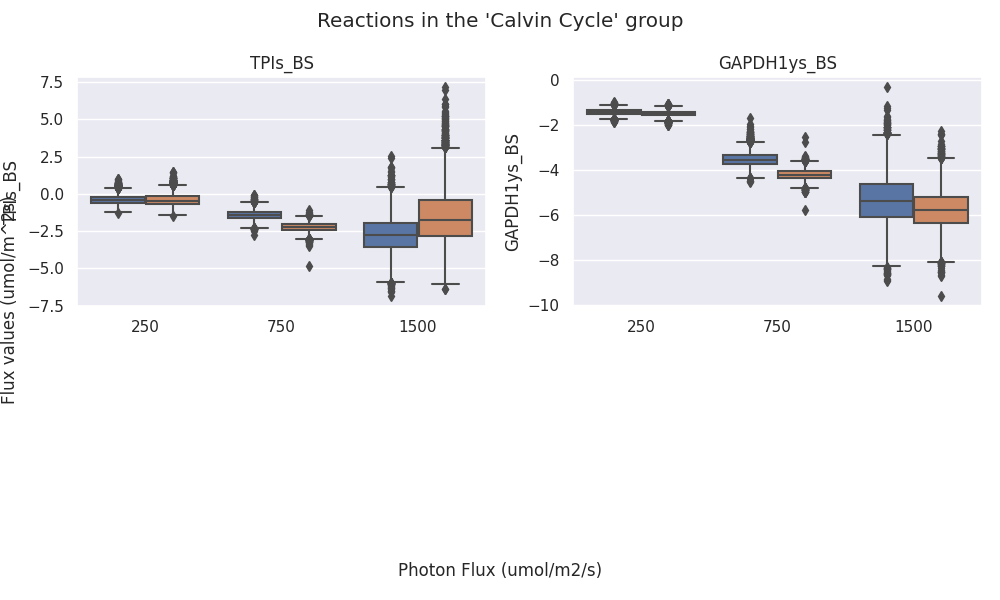 Reactions in the 'Calvin Cycle' group
TPIs_BS
GAPDH1ys_BS
7.5
5.0
2.5
0.0
−2.5
−5.0
−7.5
TPIs_BS
Flux values (umol/m^2/s)
250
750
1500
0
−2
−4
−6
−8
−10
GAPDH1ys_BS
250
750
1500
Photon Flux (umol/m2/s)